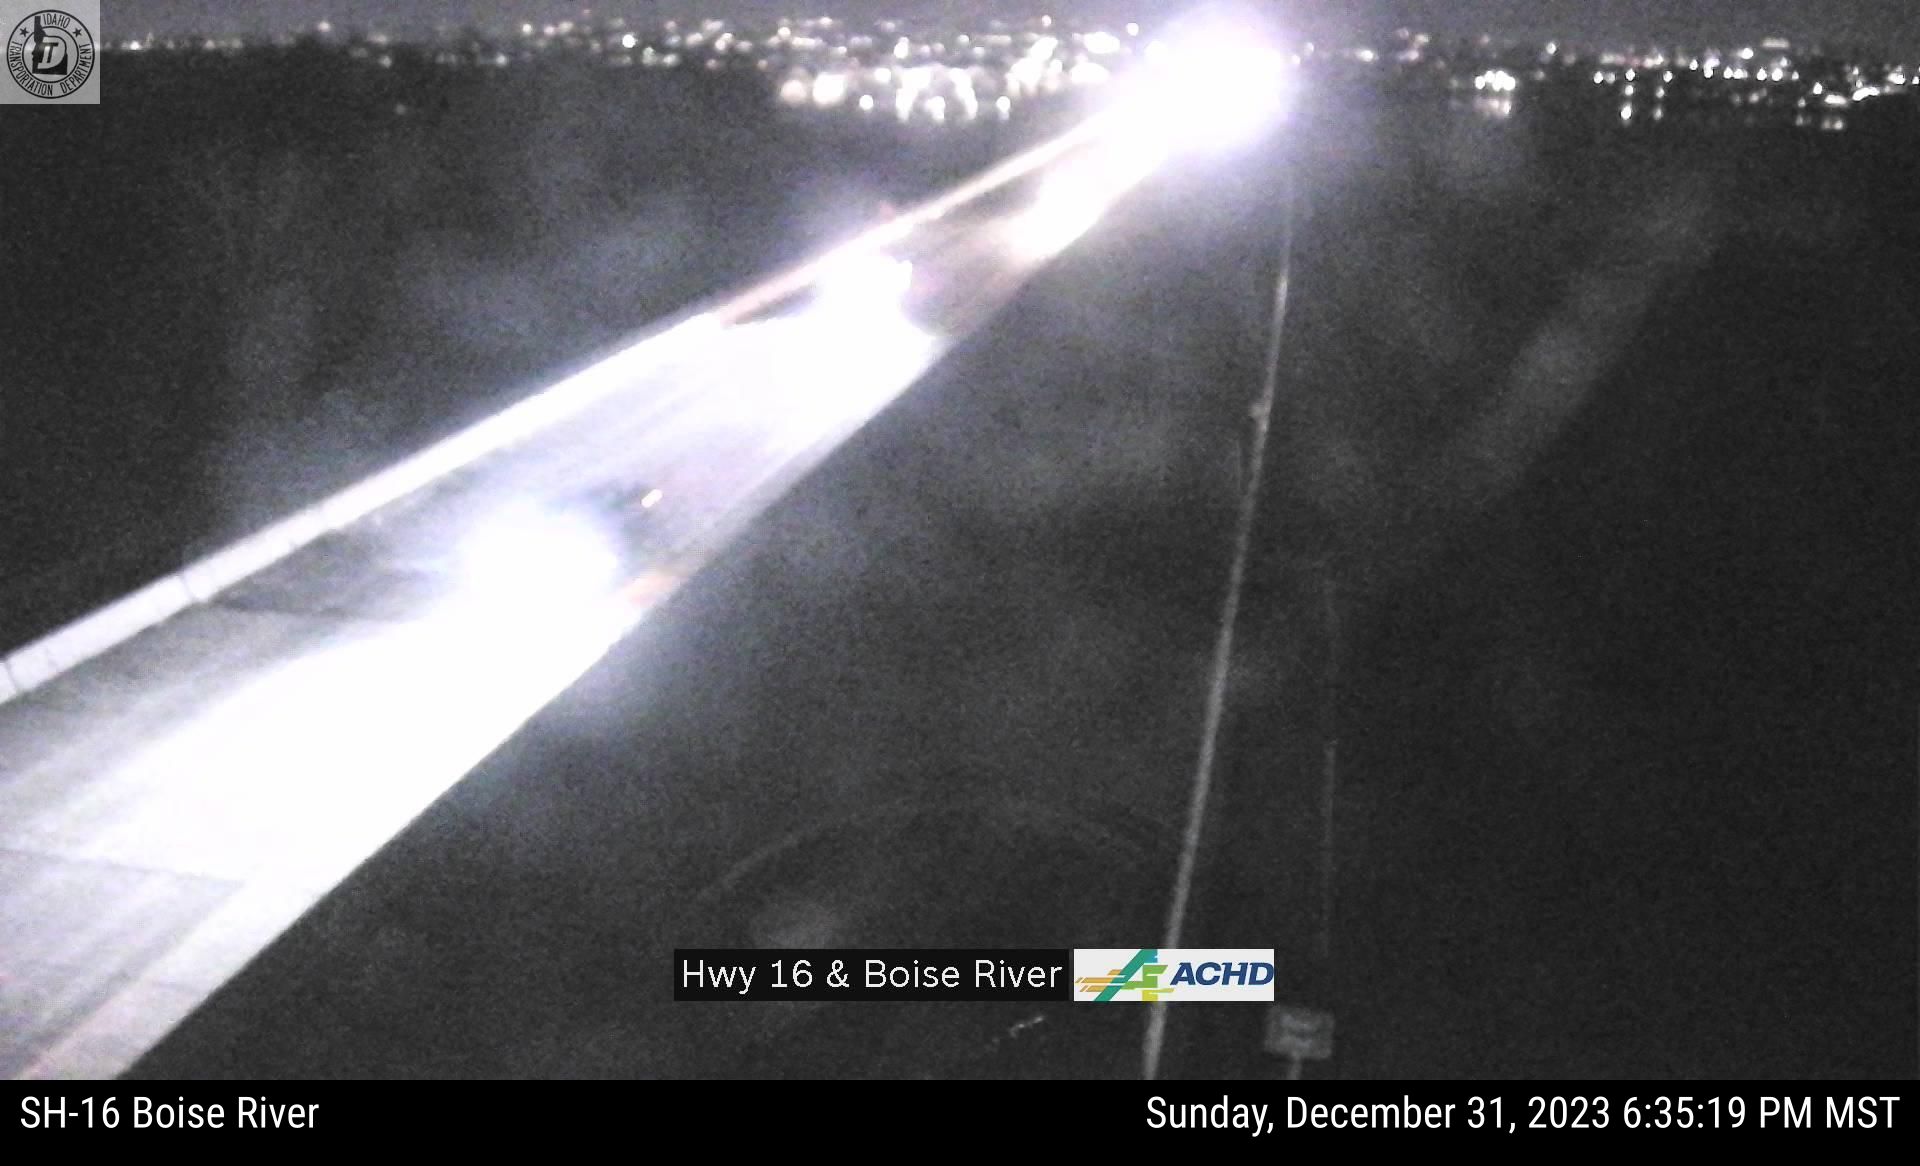 IDAHO
TRANSPORTATION DEPARTMENT
Hwy 16 & Boise River
ACHD
SH-16 Boise River
Sunday, December 31, 2023 6:35:19 PM MST